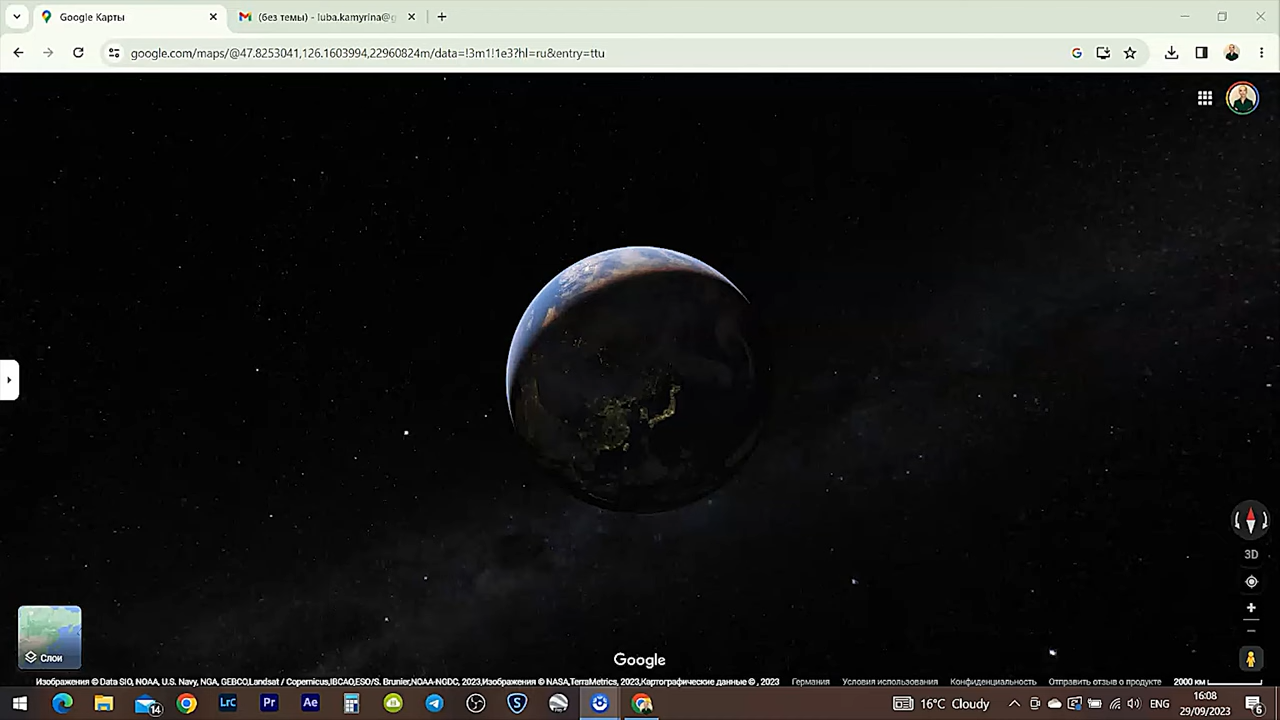 Google Карты
(без темы) - luba.kamyrina@g
google.com/maps/@47.8253041,126.1603994,22960824m/data=!3m1!1e3?hl=ru&entry=ttu
3D
Слои
Google
Изображения © Data SIO, NOAA, U.S. Navy, NGA, GEBCO,Landsat / Copernicus,IBCAO,ESO/S. Brunier,NOAA-NGDC, 2023,Изображения © NASA,TerraMetrics, 2023,Картографические данные © , 2023 Германия Условия использования Конфиденциальность Отправить отзыв о продукте 2000 км
14
LrC
Pr
Ae
16°C Cloudy
ENG
16:08
29/09/2023
6